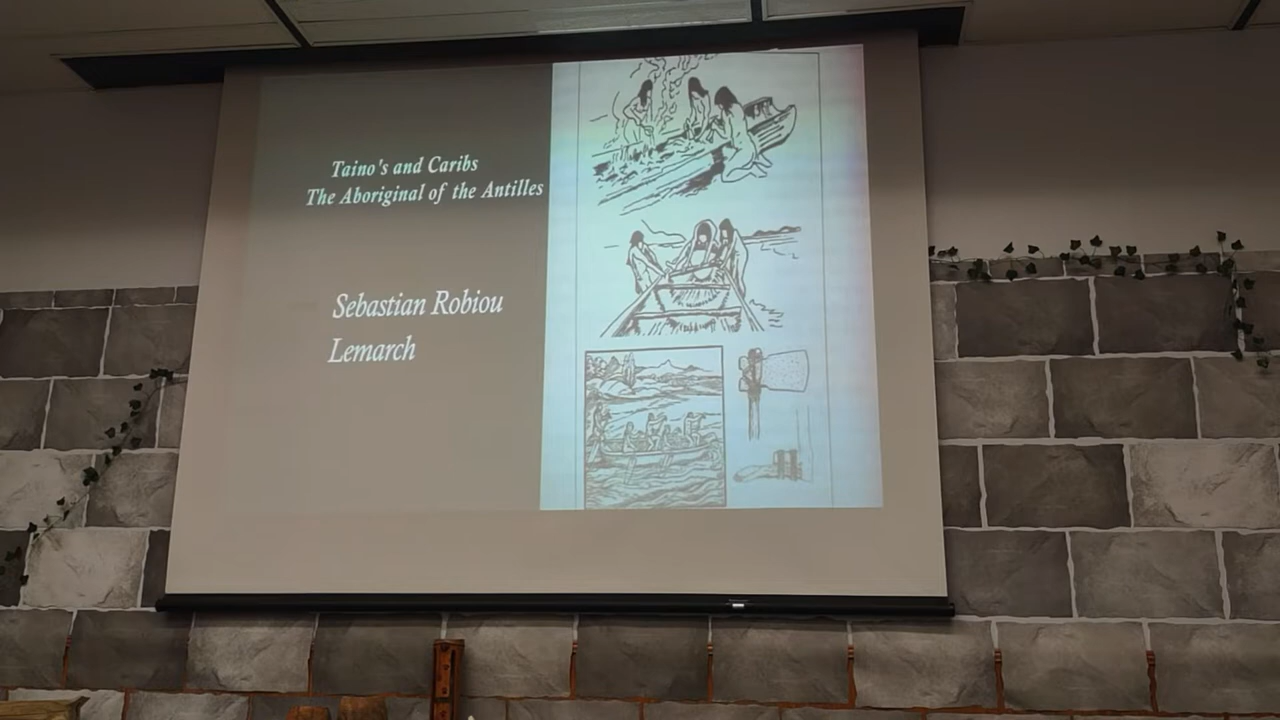 Taino's and Caribs
The Aboriginal of the Antilles
Sebastian Robiou
Lemarch